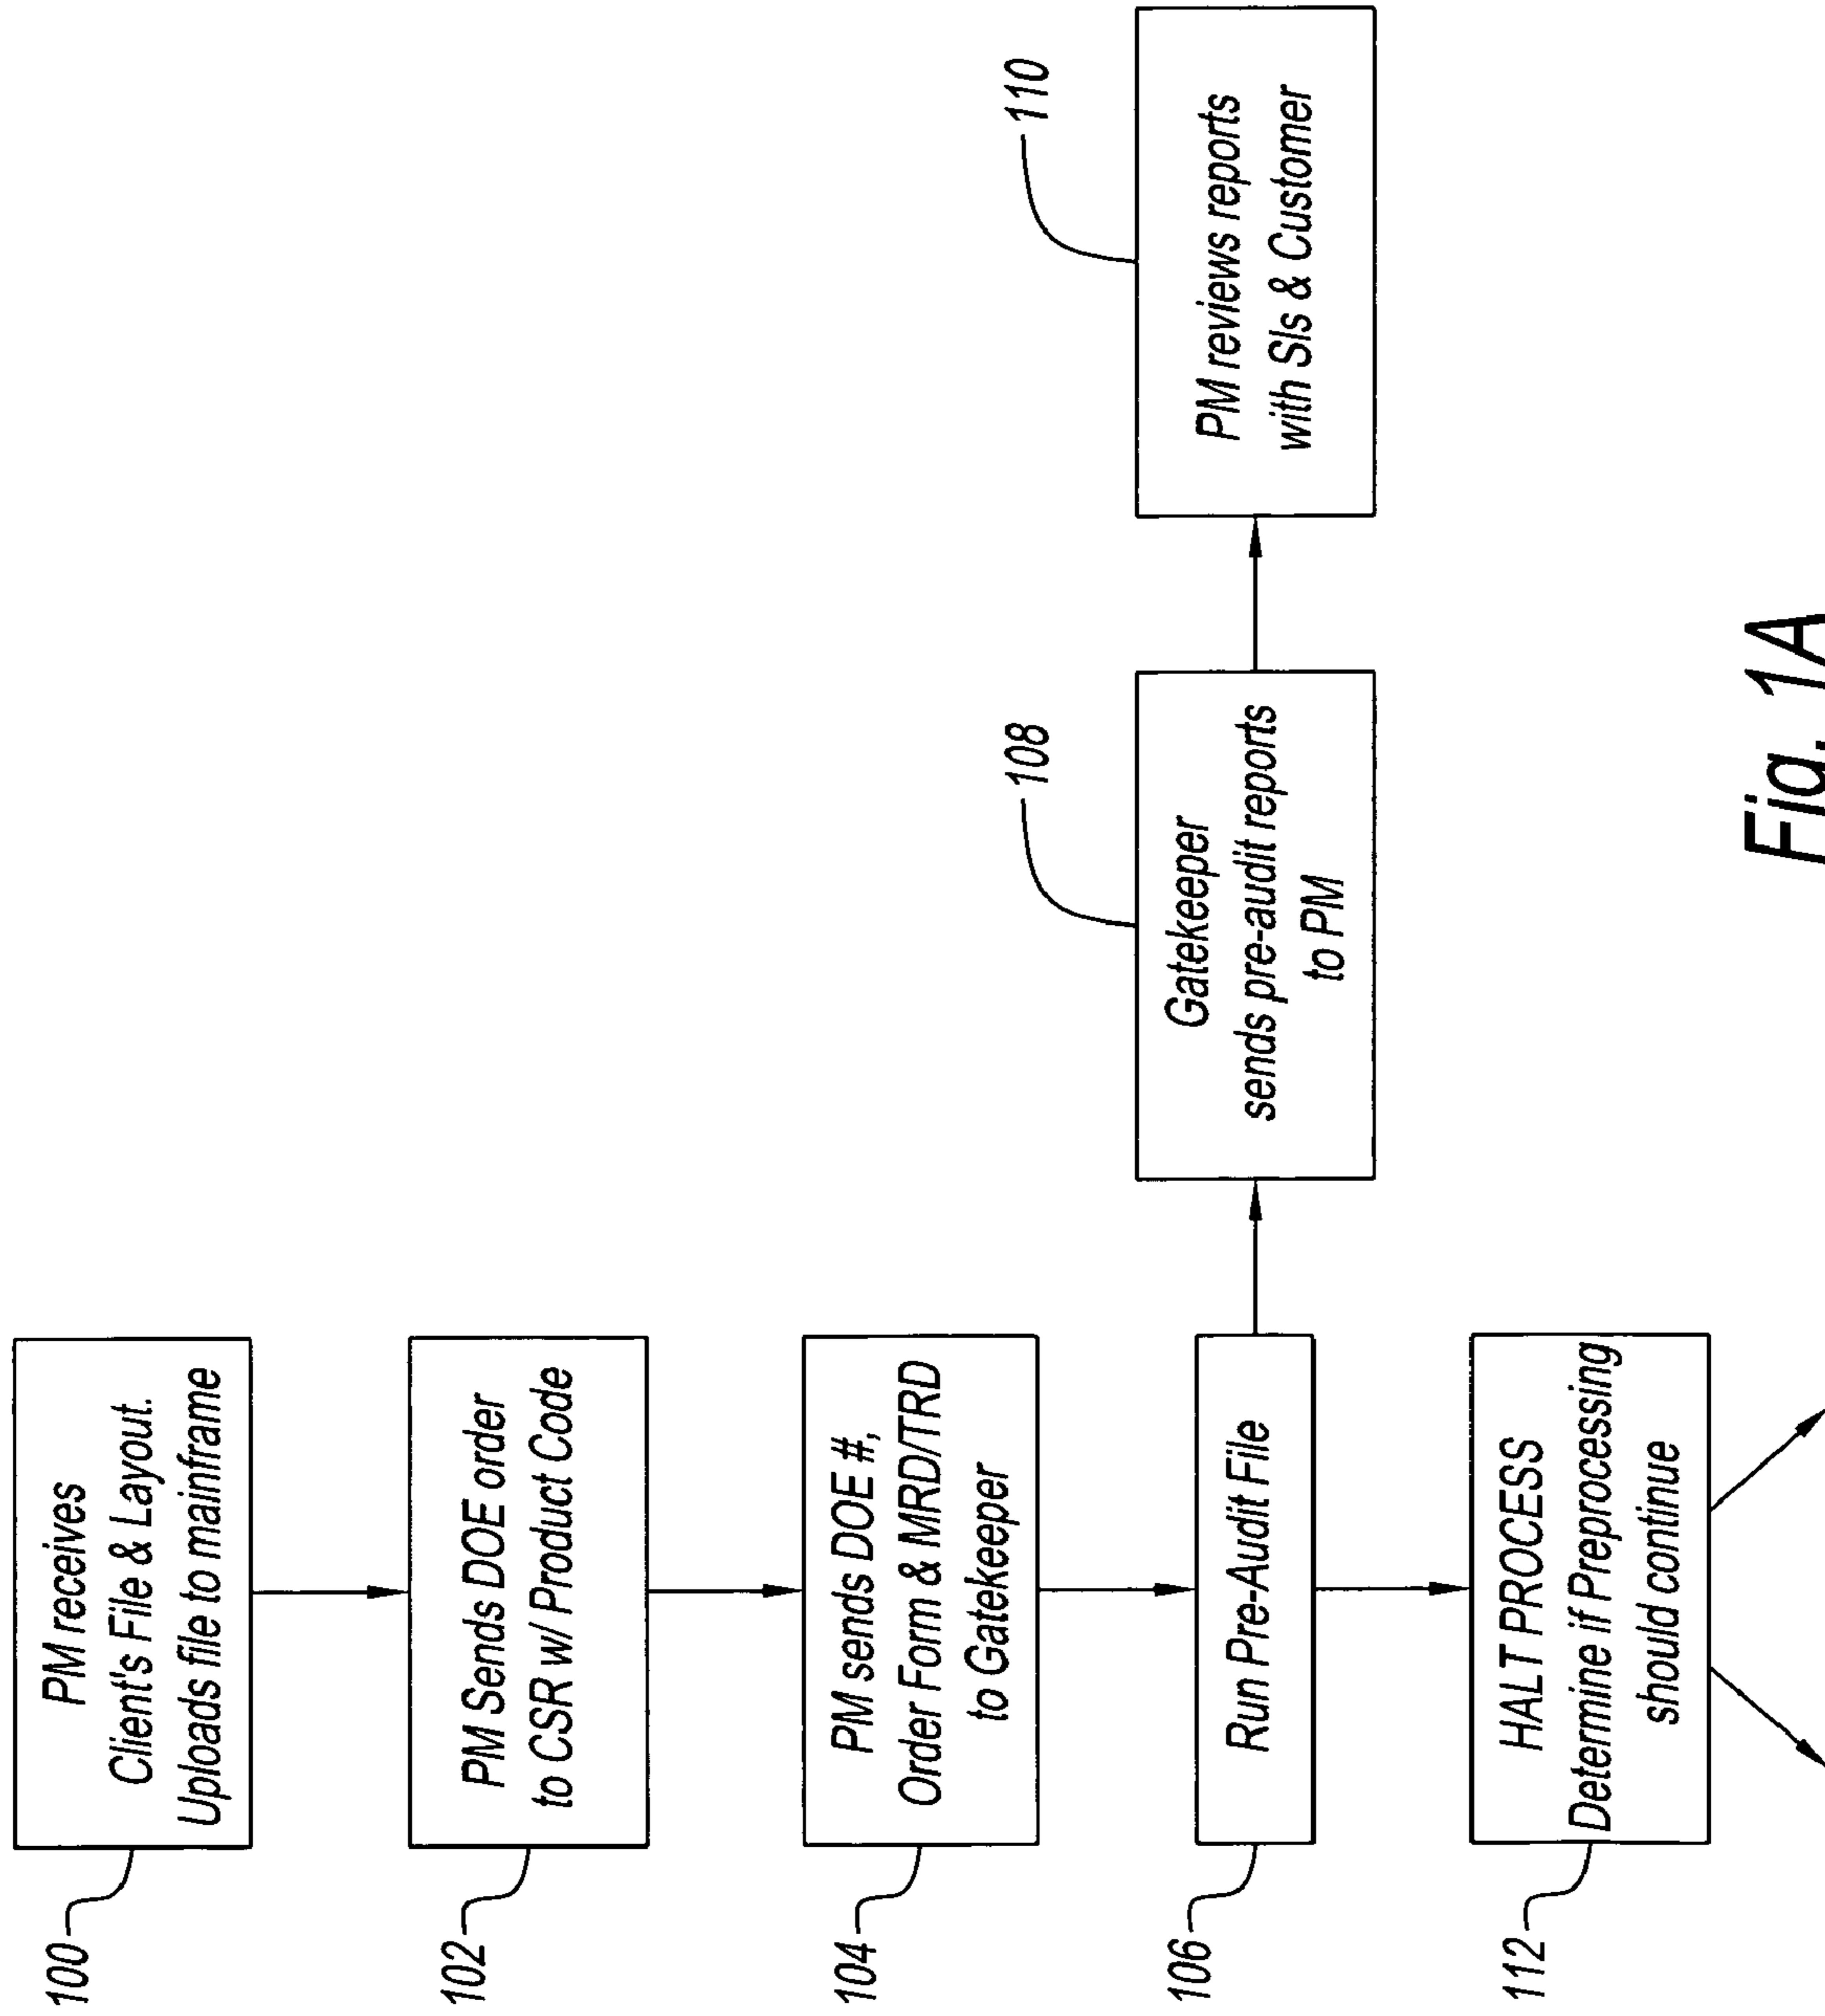 100
PM receives
Client's File & Layout.
Uploads file to mainframe
102
PM Sends DOE order
to CSR w/ Product Code
104
PM sends DOE #,
Order Form & MRD/TRD
to Gatekeeper
106
Run Pre-Audit File
108
Gatekeeper
sends pre-audit reports
to PM
110
PM reviews reports
with SIs & Customer
112
HALT PROCESS
Determine if Preprocessing
should continue
Fig. 1A